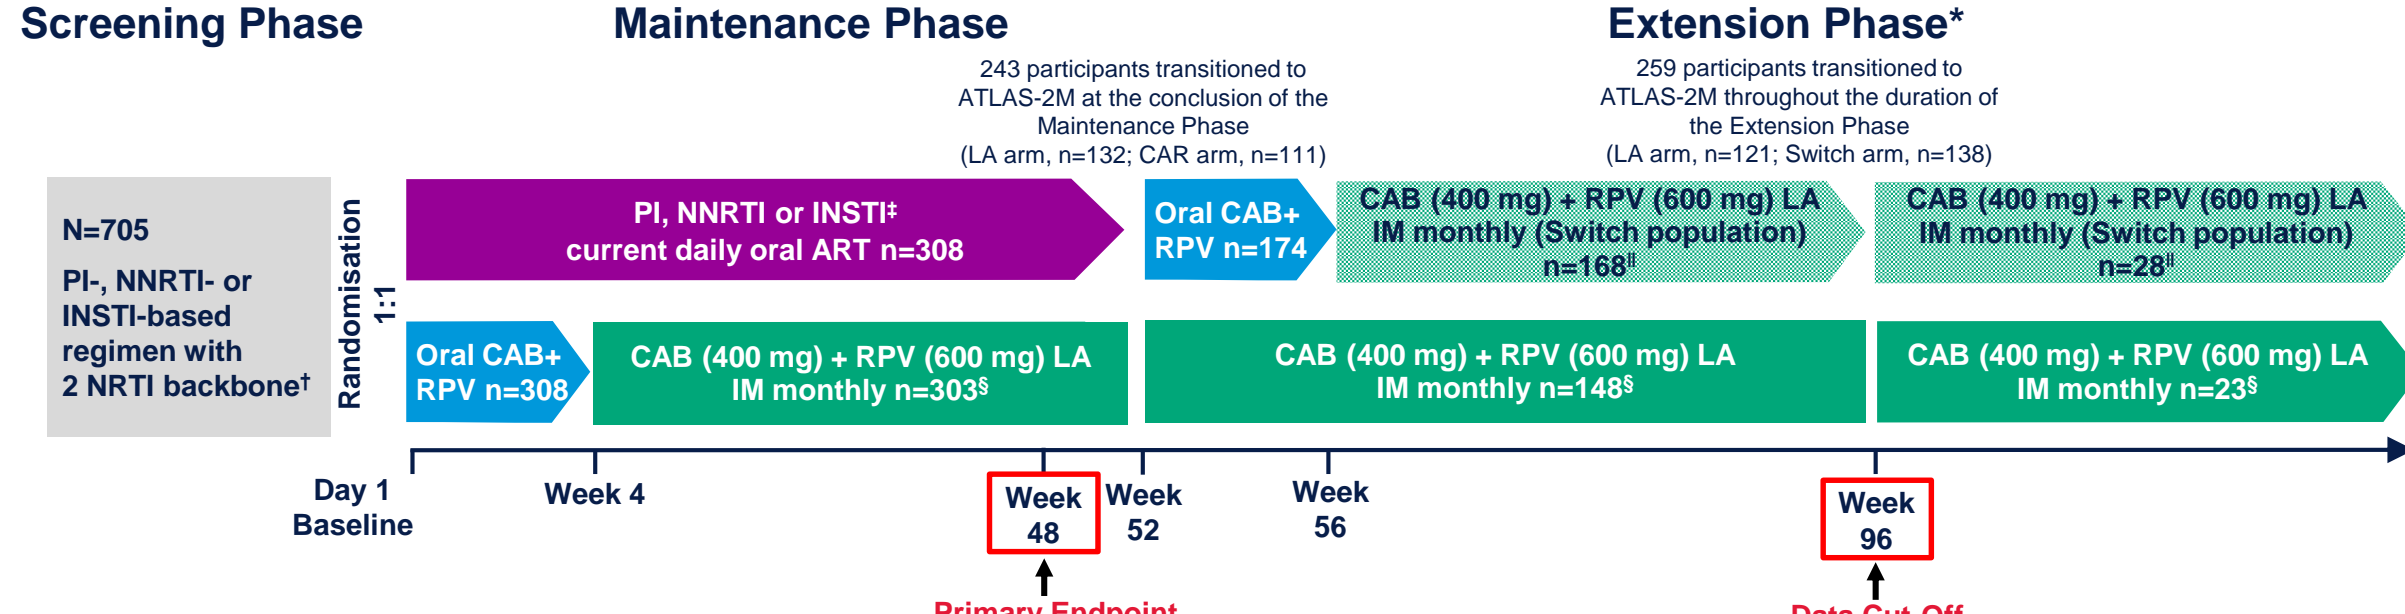 Screening Phase
Maintenance Phase
Extension Phase*
243 participants transitioned to
ATLAS-2M at the conclusion of the
Maintenance Phase
(LA arm, n=132; CAR arm, n=111)
259 participants transitioned to
ATLAS-2M throughout the duration of
the Extension Phase
(LA arm, n=121; Switch arm, n=138)
N=705
PI-, NNRTI- or
INSTI-based
regimen with
2 NRTI backbone†
Randomisation
1:1
PI, NNRTI or INSTI‡
current daily oral ART n=308
Oral CAB+
RPV n=174
CAB (400 mg) + RPV (600 mg) LA
IM monthly (Switch population)
n=168‖
CAB (400 mg) + RPV (600 mg) LA
IM monthly (Switch population)
n=28‖
Oral CAB+
RPV n=308
CAB (400 mg) + RPV (600 mg) LA
IM monthly n=303§
CAB (400 mg) + RPV (600 mg) LA
IM monthly n=148§
CAB (400 mg) + RPV (600 mg) LA
IM monthly n=23§
Day 1
Baseline
Week 4
Week
48
Week
52
Week
56
Week
96
Primary Endpoint
Data Cut-Off